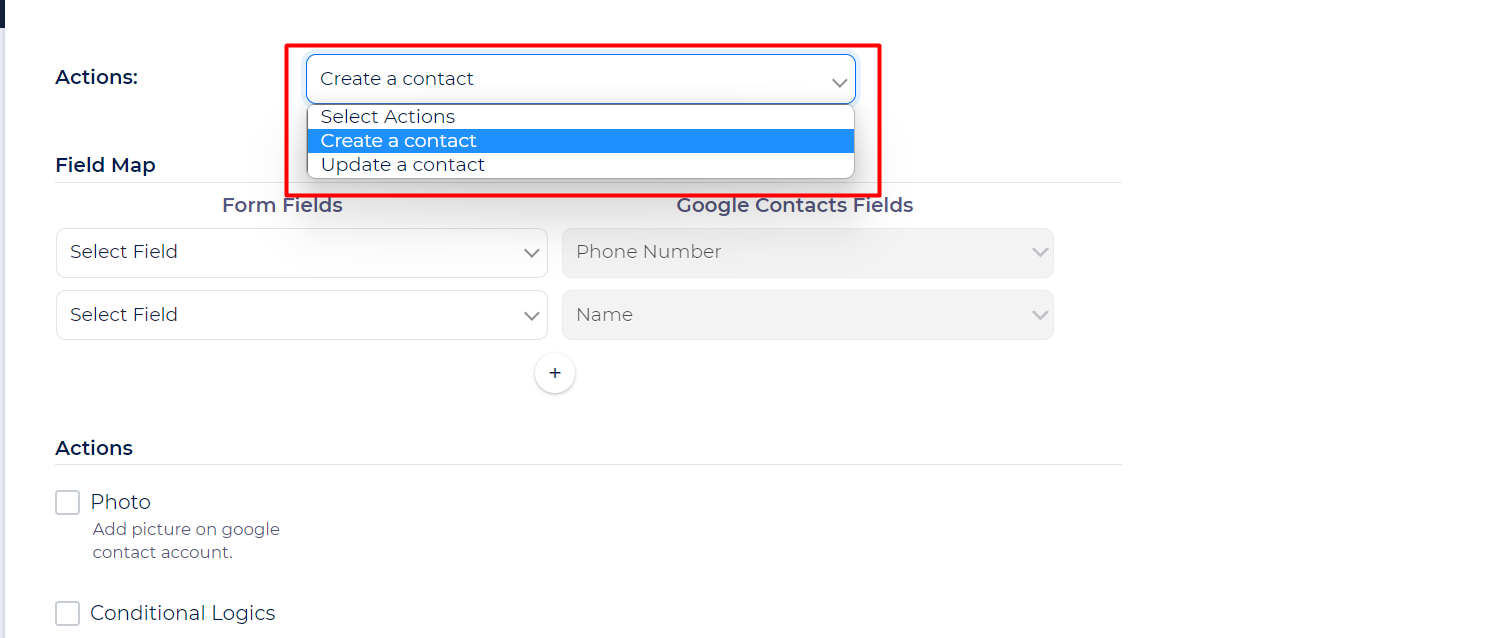 Actions:
Create a contact
Select Actions
Create a contact
Update a contact
Field Map
Form Fields
Google Contacts Fields
Select Field
Phone Number
Select Field
Name
+
Actions
Photo
Add picture on google
contact account.
Conditional Logics